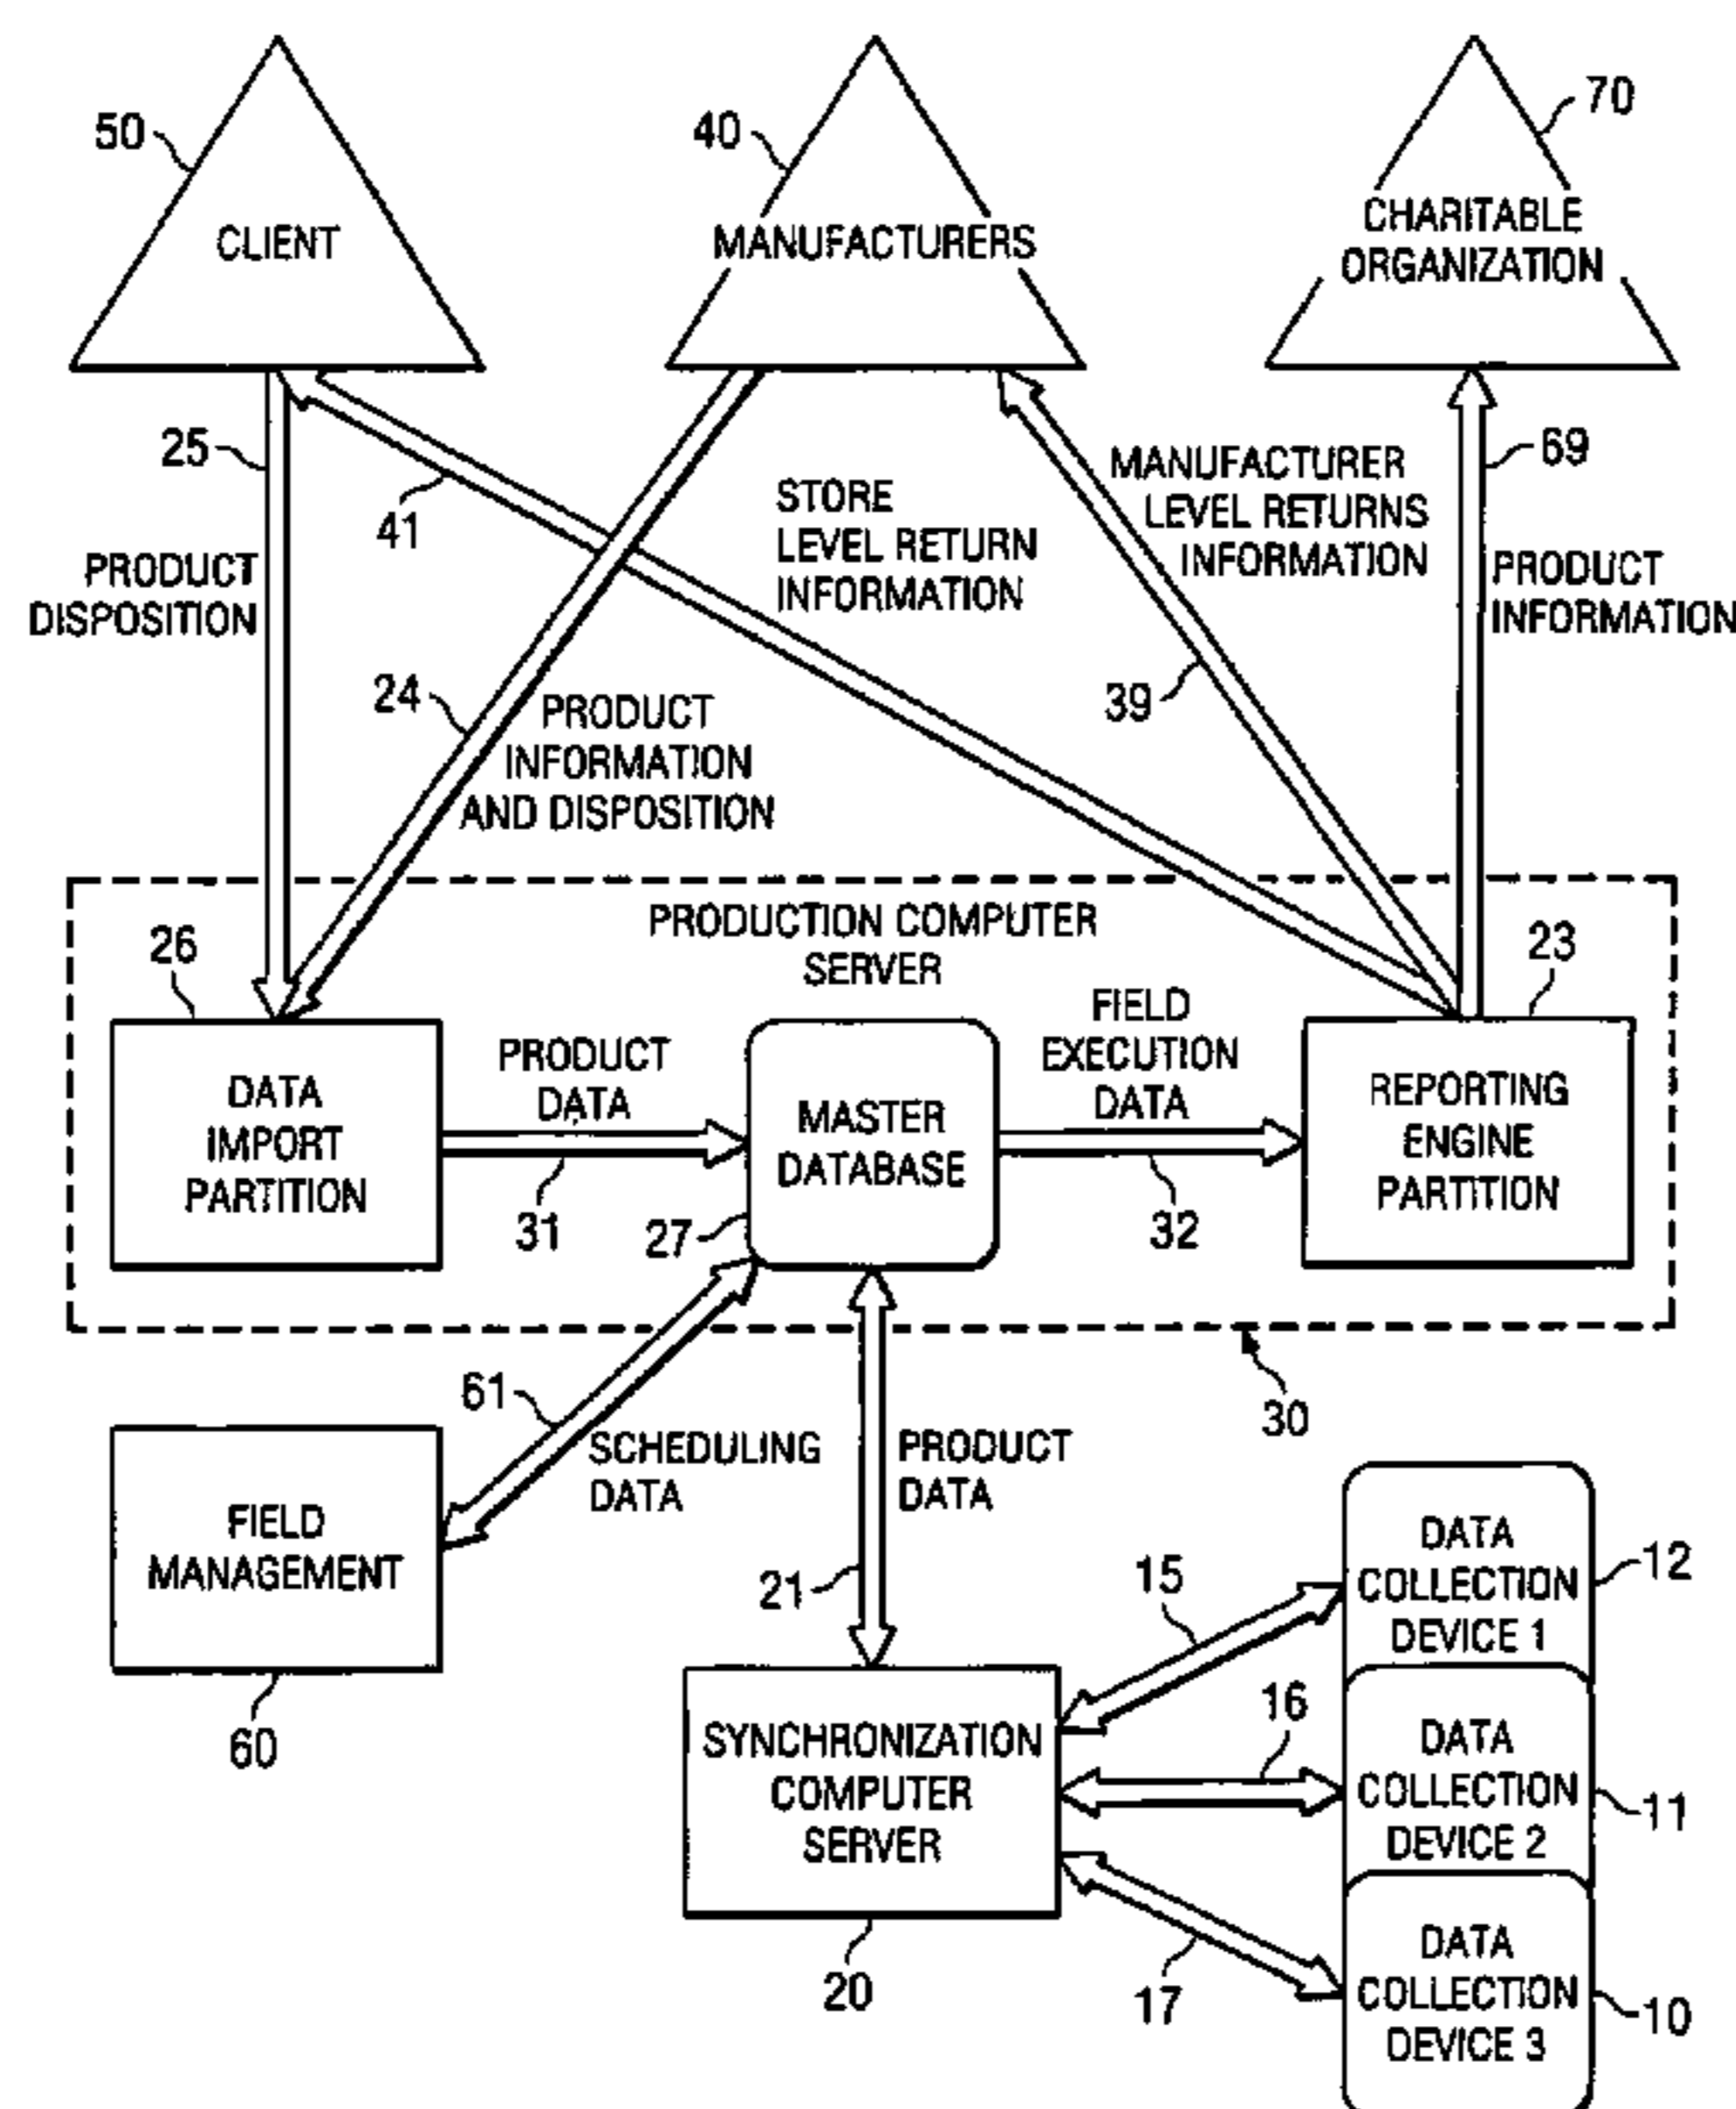 50
40
70
CLIENT
MANUFACTURERS
CHARITABLE
ORGANIZATION
25
41
STORE
LEVEL RETURN
INFORMATION
MANUFACTURER
LEVEL RETURNS
INFORMATION
69
PRODUCT
DISPOSITION
PRODUCT
INFORMATION
24
PRODUCT
INFORMATION
AND DISPOSITION
39
PRODUCTION COMPUTER
SERVER
26
23
DATA
IMPORT
PARTITION
PRODUCT
DATA
31
MASTER
DATABASE
27
FIELD
EXECUTION
DATA
32
REPORTING
ENGINE
PARTITION
30
61
SCHEDULING
DATA
PRODUCT
DATA
21
FIELD
MANAGEMENT
60
SYNCHRONIZATION
COMPUTER
SERVER
20
15
16
17
DATA
COLLECTION
DEVICE 1
12
DATA
COLLECTION
DEVICE 2
11
DATA
COLLECTION
DEVICE 3
10